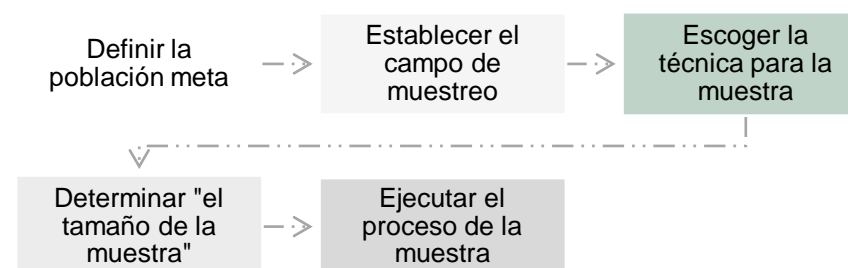 Definir la
población meta
Establecer el
campo de
muestreo
Escoger la
técnica para la
muestra
Determinar "el
tamaño de la
muestra"
Ejecutar el
proceso de la
muestra